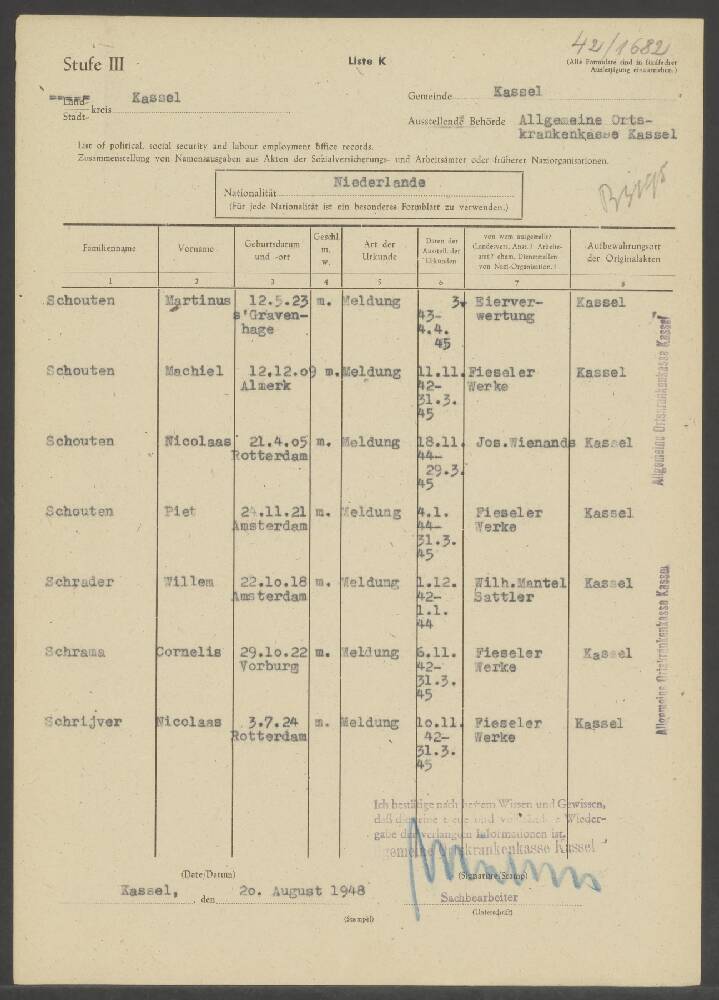 42/1682
Stufe III
Liste K
(Alle Formulare sind in fünffacher
Ausfertigung einzureichen.)
Land-
Stadt-
kreis Kassel
Gemeinde Kassel
Ausstellende Behörde Allgemeine Orts-
krankenkasse Kassel
List of political, social security and labour employment office records.
Zusammenstellung von Namensausgaben aus Akten der Sozialversicherungs- und Arbeitsämter oder früherer Naziorganisationen.
Nationalität Niederlande
(Für jede Nationalität ist ein besonderes Formblatt zu verwenden.)
Familienname Vorname Geburtsdatum und -ort Geschl. m. w. Art der Urkunde Daten der Ausstell. der Urkunden von wem ausgestellt? (Landesvers. Anst.? Arbeitsamt? ehem. Dienststellen von Nazi-Organisation.) Aufbewahrungsort der Originalakten
1 2 3 4 5 6 7 8
Schouten Martinus 12.5.23 m. Meldung 3. Eierver- Kassel
s'Graven- 43- wertung
hage 4.4.
45
Schouten Machiel 12.12.09 m. Meldung 11.11. Fieseler Kassel
Almerk 42- Werke
31.3.
45
Schouten Nicolaas 21.4.05 m. Meldung 18.11. Jos.Wienands Kassel
Rotterdam 44-
29.3.
45
Schouten Piet 24.11.21 m. Meldung 4.1. Fieseler Kassel
Amsterdam 44- Werke
31.3.
45
Schrader Willem 22.10.18 m. Meldung 1.12. Wilh.Mantel Kassel
Amsterdam 42- Sattler
1.1.
44
Schrama Cornelis 29.10.22 m. Meldung 6.11. Fieseler Kassel
Vorburg 42- Werke
31.3.
45
Schrijver Nicolaas 3.7.24 m. Meldung 10.11. Fieseler Kassel
Rotterdam 42- Werke
31.3.
45
Allgemeine Ortskrankenkasse Kassel
Allgemeine Ortskrankenkasse Kassel
Ich bestätige nach bestem Wissen und Gewissen,
daß dies eine treue und vollständige Wieder-
gabe der verlangten Informationen ist.
Allgemeine Ortskrankenkasse Kassel
(Date/Datum)
(Signature/Stamp)
Kassel, den 20. August 1948
Sachbearbeiter
(Stempel)
(Unterschrift)